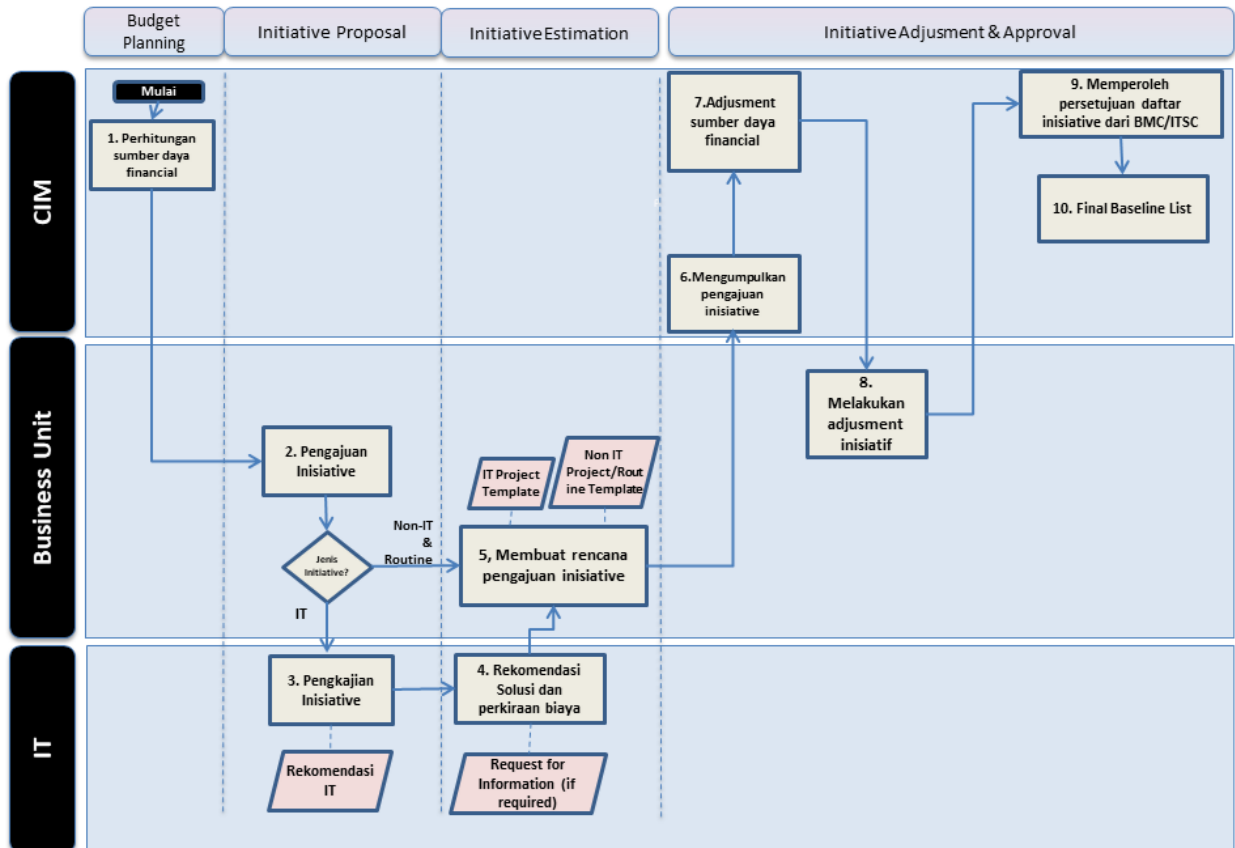 Budget
Planning
Initiative Proposal
InitiativeEstimation
InitiativeAdjusment & Approval
CIM
Mulai
1. Perhitungan
sumber daya
financial
7.Adjusment
sumber daya
financial
9. Memperoleh
persetujuan daftar
inisiative dari BMC/ITSC
10. Final Baseline List
6.Mengumpulkan
pengajuan
inisiative
Business Unit
2. Pengajuan
Inisiative
Jenis
Initiative?
Non-IT
&
Routine
IT
IT Project
Template
Non IT
Project/Rout
ine Template
5, Membuat rencana
pengajuan inisiative
8.
Melakukan
adjusment
inisiatif
IT
3. Pengkajian
Inisiative
Rekomendasi
IT
4. Rekomendasi
Solusi dan
perkiraan biaya
Request for
Information (if
required)